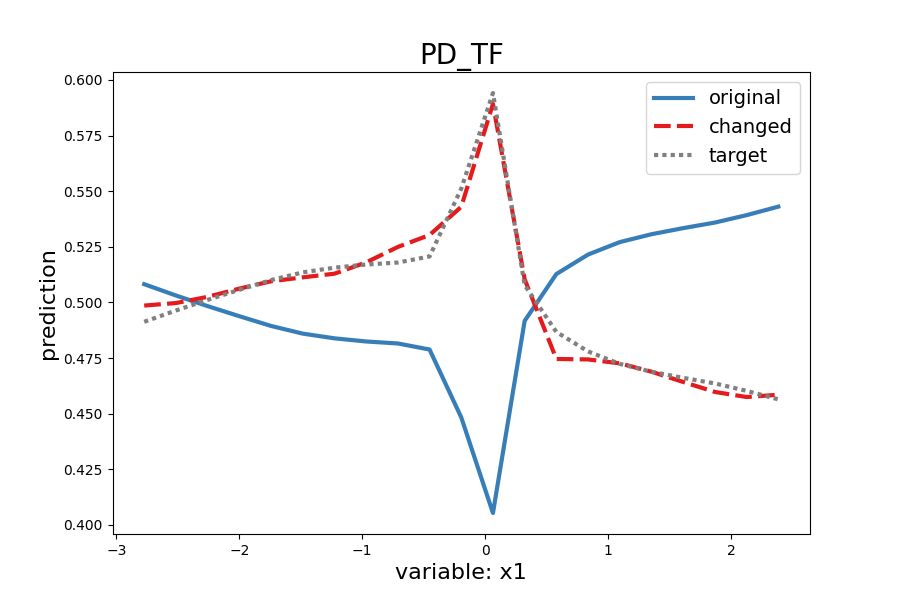 PD_TF
0.600
0.575
0.550
0.525
0.500
0.475
0.450
0.425
0.400
prediction
original
changed
target
−3 −2 −1 0 1 2
variable: x1